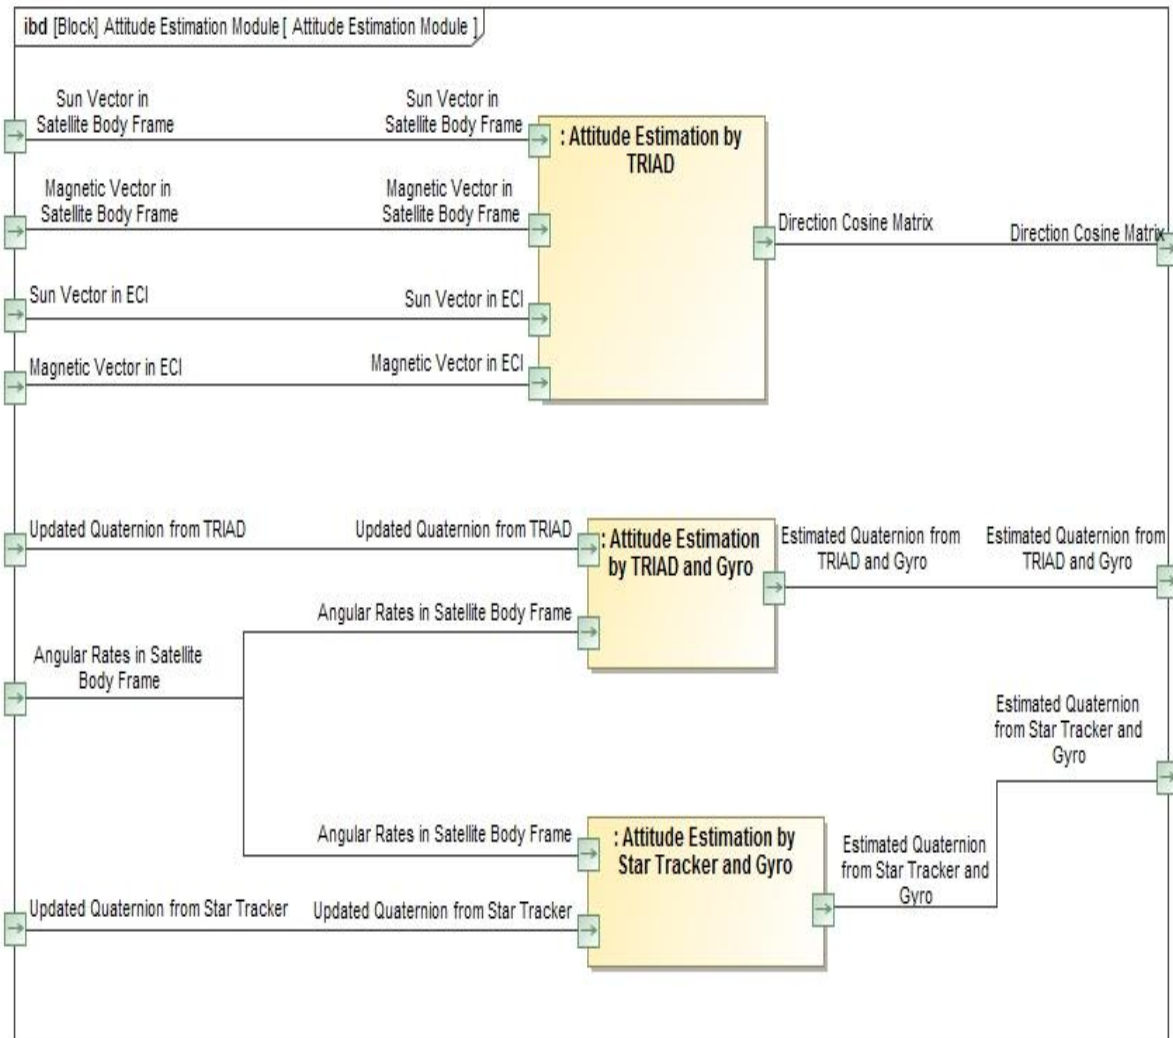 ibd [Block] Attitude Estimation Module [ Attitude Estimation Module ]
Sun Vector in
Satellite Body Frame
Sun Vector in
Satellite Body Frame
: Attitude Estimation by
TRIAD
Magnetic Vector in
Satellite Body Frame
Magnetic Vector in
Satellite Body Frame
Direction Cosine Matrix
Direction Cosine Matrix
Sun Vector in ECI
Sun Vector in ECI
Magnetic Vector in ECI
Magnetic Vector in ECI
Updated Quaternion from TRIAD
Updated Quaternion from TRIAD
: Attitude Estimation
by TRIAD and Gyro
Estimated Quaternion from
TRIAD and Gyro
Estimated Quaternion from
TRIAD and Gyro
Angular Rates in Satellite Body Frame
Angular Rates in Satellite
Body Frame
Estimated Quaternion
from Star Tracker and
Gyro
Angular Rates in Satellite Body Frame
: Attitude Estimation by
Star Tracker and Gyro
Estimated Quaternion
from Star Tracker and
Gyro
Updated Quaternion from Star Tracker
Updated Quaternion from Star Tracker